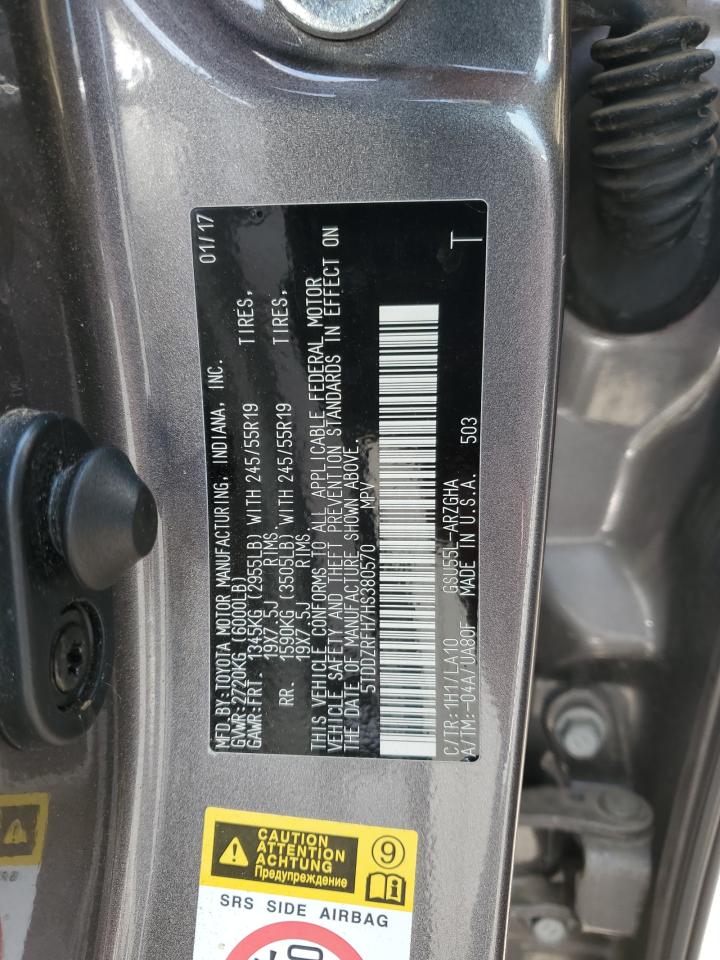 MFD.BY:TOYOTA MOTOR MANUFACTURING, INDIANA, INC. 01/17
GVWR:2720KG (6000LB)
GAWR:FRT. 1345KG (2955LB) WITH 245/55R19 TIRES,
19X7.5J RIMS
RR. 1590KG (3505LB) WITH 245/55R19 TIRES,
19X7.5J RIMS
THIS VEHICLE CONFORMS TO ALL APPLICABLE FEDERAL MOTOR
VEHICLE SAFETY AND THEFT PREVENTION STANDARDS IN EFFECT ON
THE DATE OF MANUFACTURE SHOWN ABOVE
5TDDZRFH7HS380570 MPV
C/TR:1H1/LA10 GSU55L-ARZGHA T
A/TM:-04A/UA80F MADE IN U.S.A. 503
CAUTION
ATTENTION
ACHTUNG
Предупреждение
9
SRS SIDE AIRBAG